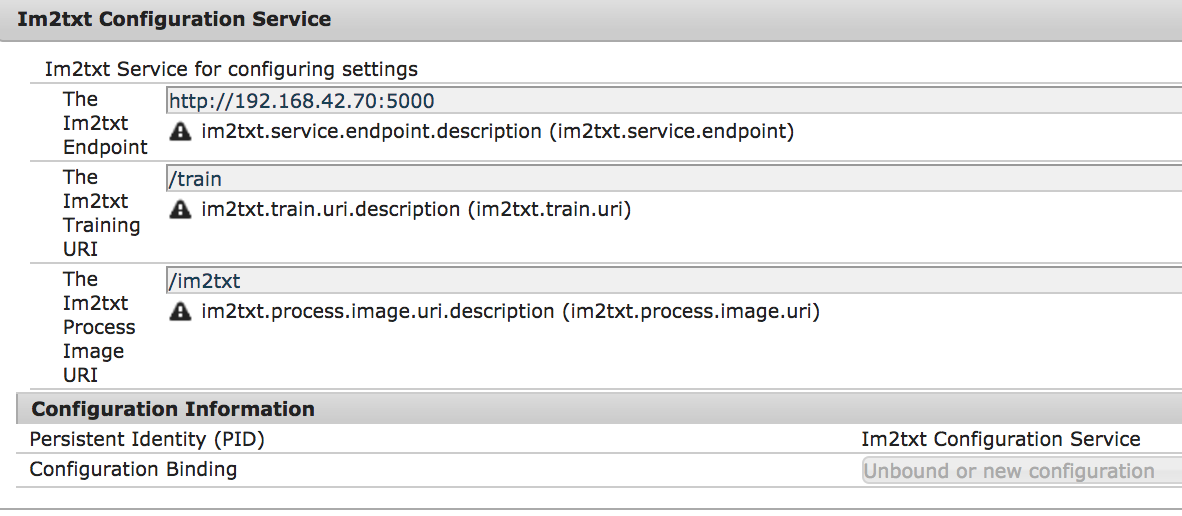 Im2txt Configuration Service
Im2txt Service for configuring settings
The
Im2txt
Endpoint
http://192.168.42.70:5000
im2txt.service.endpoint.description (im2txt.service.endpoint)
The
Im2txt
Training
URI
/train
im2txt.train.uri.description (im2txt.train.uri)
The
Im2txt
Process
Image
URI
/im2txt
im2txt.process.image.uri.description (im2txt.process.image.uri)
Configuration Information
Persistent Identity (PID) Im2txt Configuration Service
Configuration Binding Unbound or new configuration